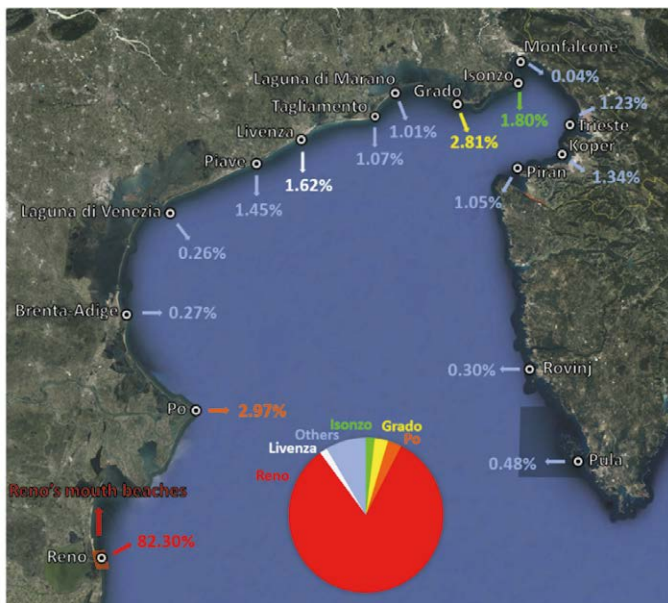 Monfalcone
0.04%
Isonzo
1.80%
Laguna di Marano
1.01%
Grado
2.81%
1.23%
Trieste
Koper
1.34%
Piran
1.05%
Tagliamento
1.07%
Livenza
1.62%
Piave
1.45%
Laguna di Venezia
0.26%
Brenta-Adige
0.27%
Po
2.97%
Rovinj
0.30%
Pula
0.48%
Isonzo
Grado
Po
Others
Livenza
Reno
Reno's mouth beaches
Reno
82.30%